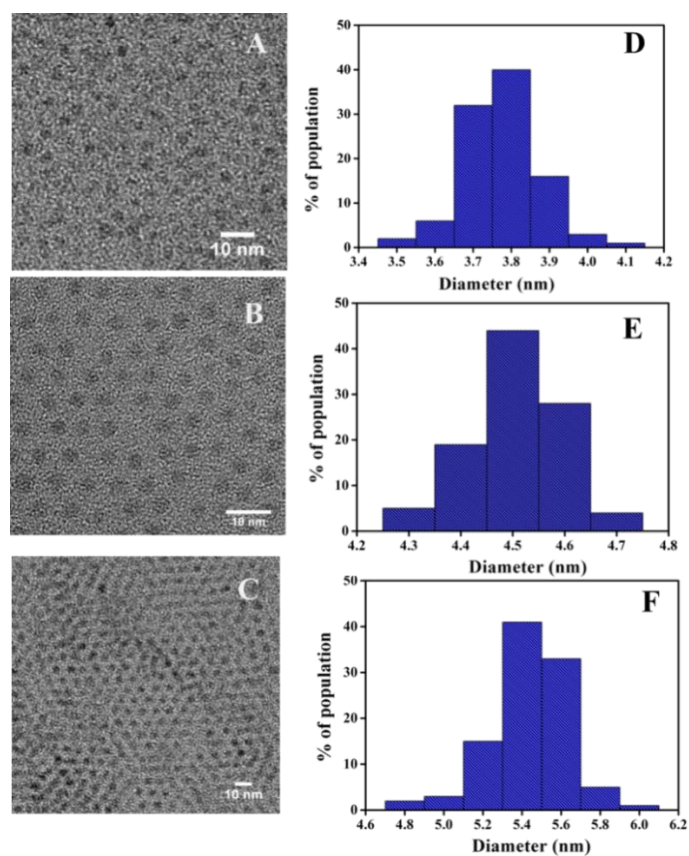 A
10 nm
50
40
30
20
10
0
% of population
D
3.4 3.5 3.6 3.7 3.8 3.9 4.0 4.1 4.2
Diameter (nm)
B
10 nm
50
40
30
20
10
0
% of population
E
4.2 4.3 4.4 4.5 4.6 4.7 4.8
Diameter (nm)
C
10 nm
50
40
30
20
10
0
% of population
F
4.6 4.8 5.0 5.2 5.4 5.6 5.8 6.0 6.2
Diameter (nm)